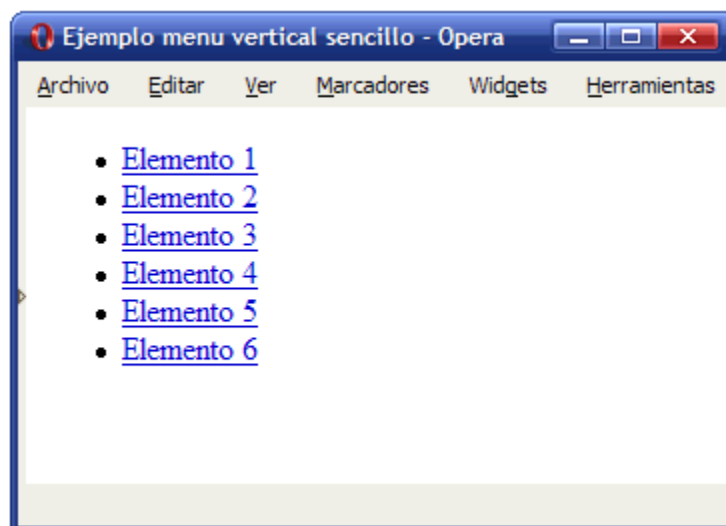 Ejemplo menu vertical sencillo - Opera
Archivo Editar Ver Marcadores Widgets Herramientas
• Elemento 1
• Elemento 2
• Elemento 3
• Elemento 4
• Elemento 5
• Elemento 6